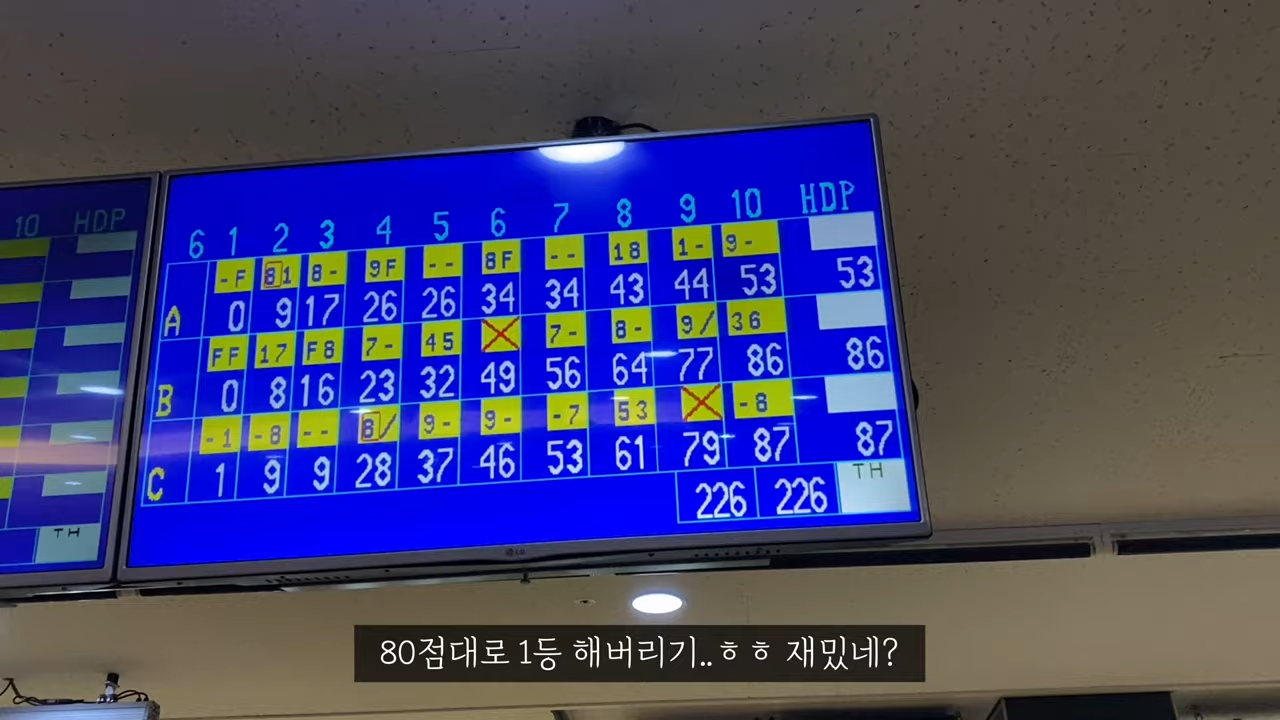 10 HDP
6 1 2 3 4 5 6 7 8 9 10 HDP
-F 81 8- 9F -- 8F -- 18 1- 9-
A 0 9 17 26 26 34 34 43 44 53 53
FF 17 F8 7- 45 X 7- 8- 9/ 36
B 0 8 16 23 32 49 56 64 77 86 86
-1 -8 -- 8/ 9- 9- -7 53 X -8
C 1 9 9 28 37 46 53 61 79 87 87
TH
226 226
TH
LG
80점대로 1등 해버리기..ㅎㅎ 재밌네?